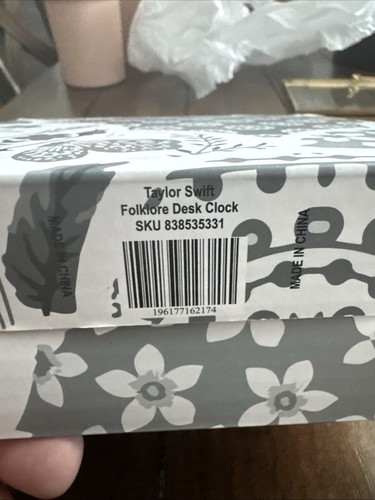 Taylor Swift
Folklore Desk Clock
SKU 838535331
196177162174
MADE IN CHINA
MADE IN CHINA